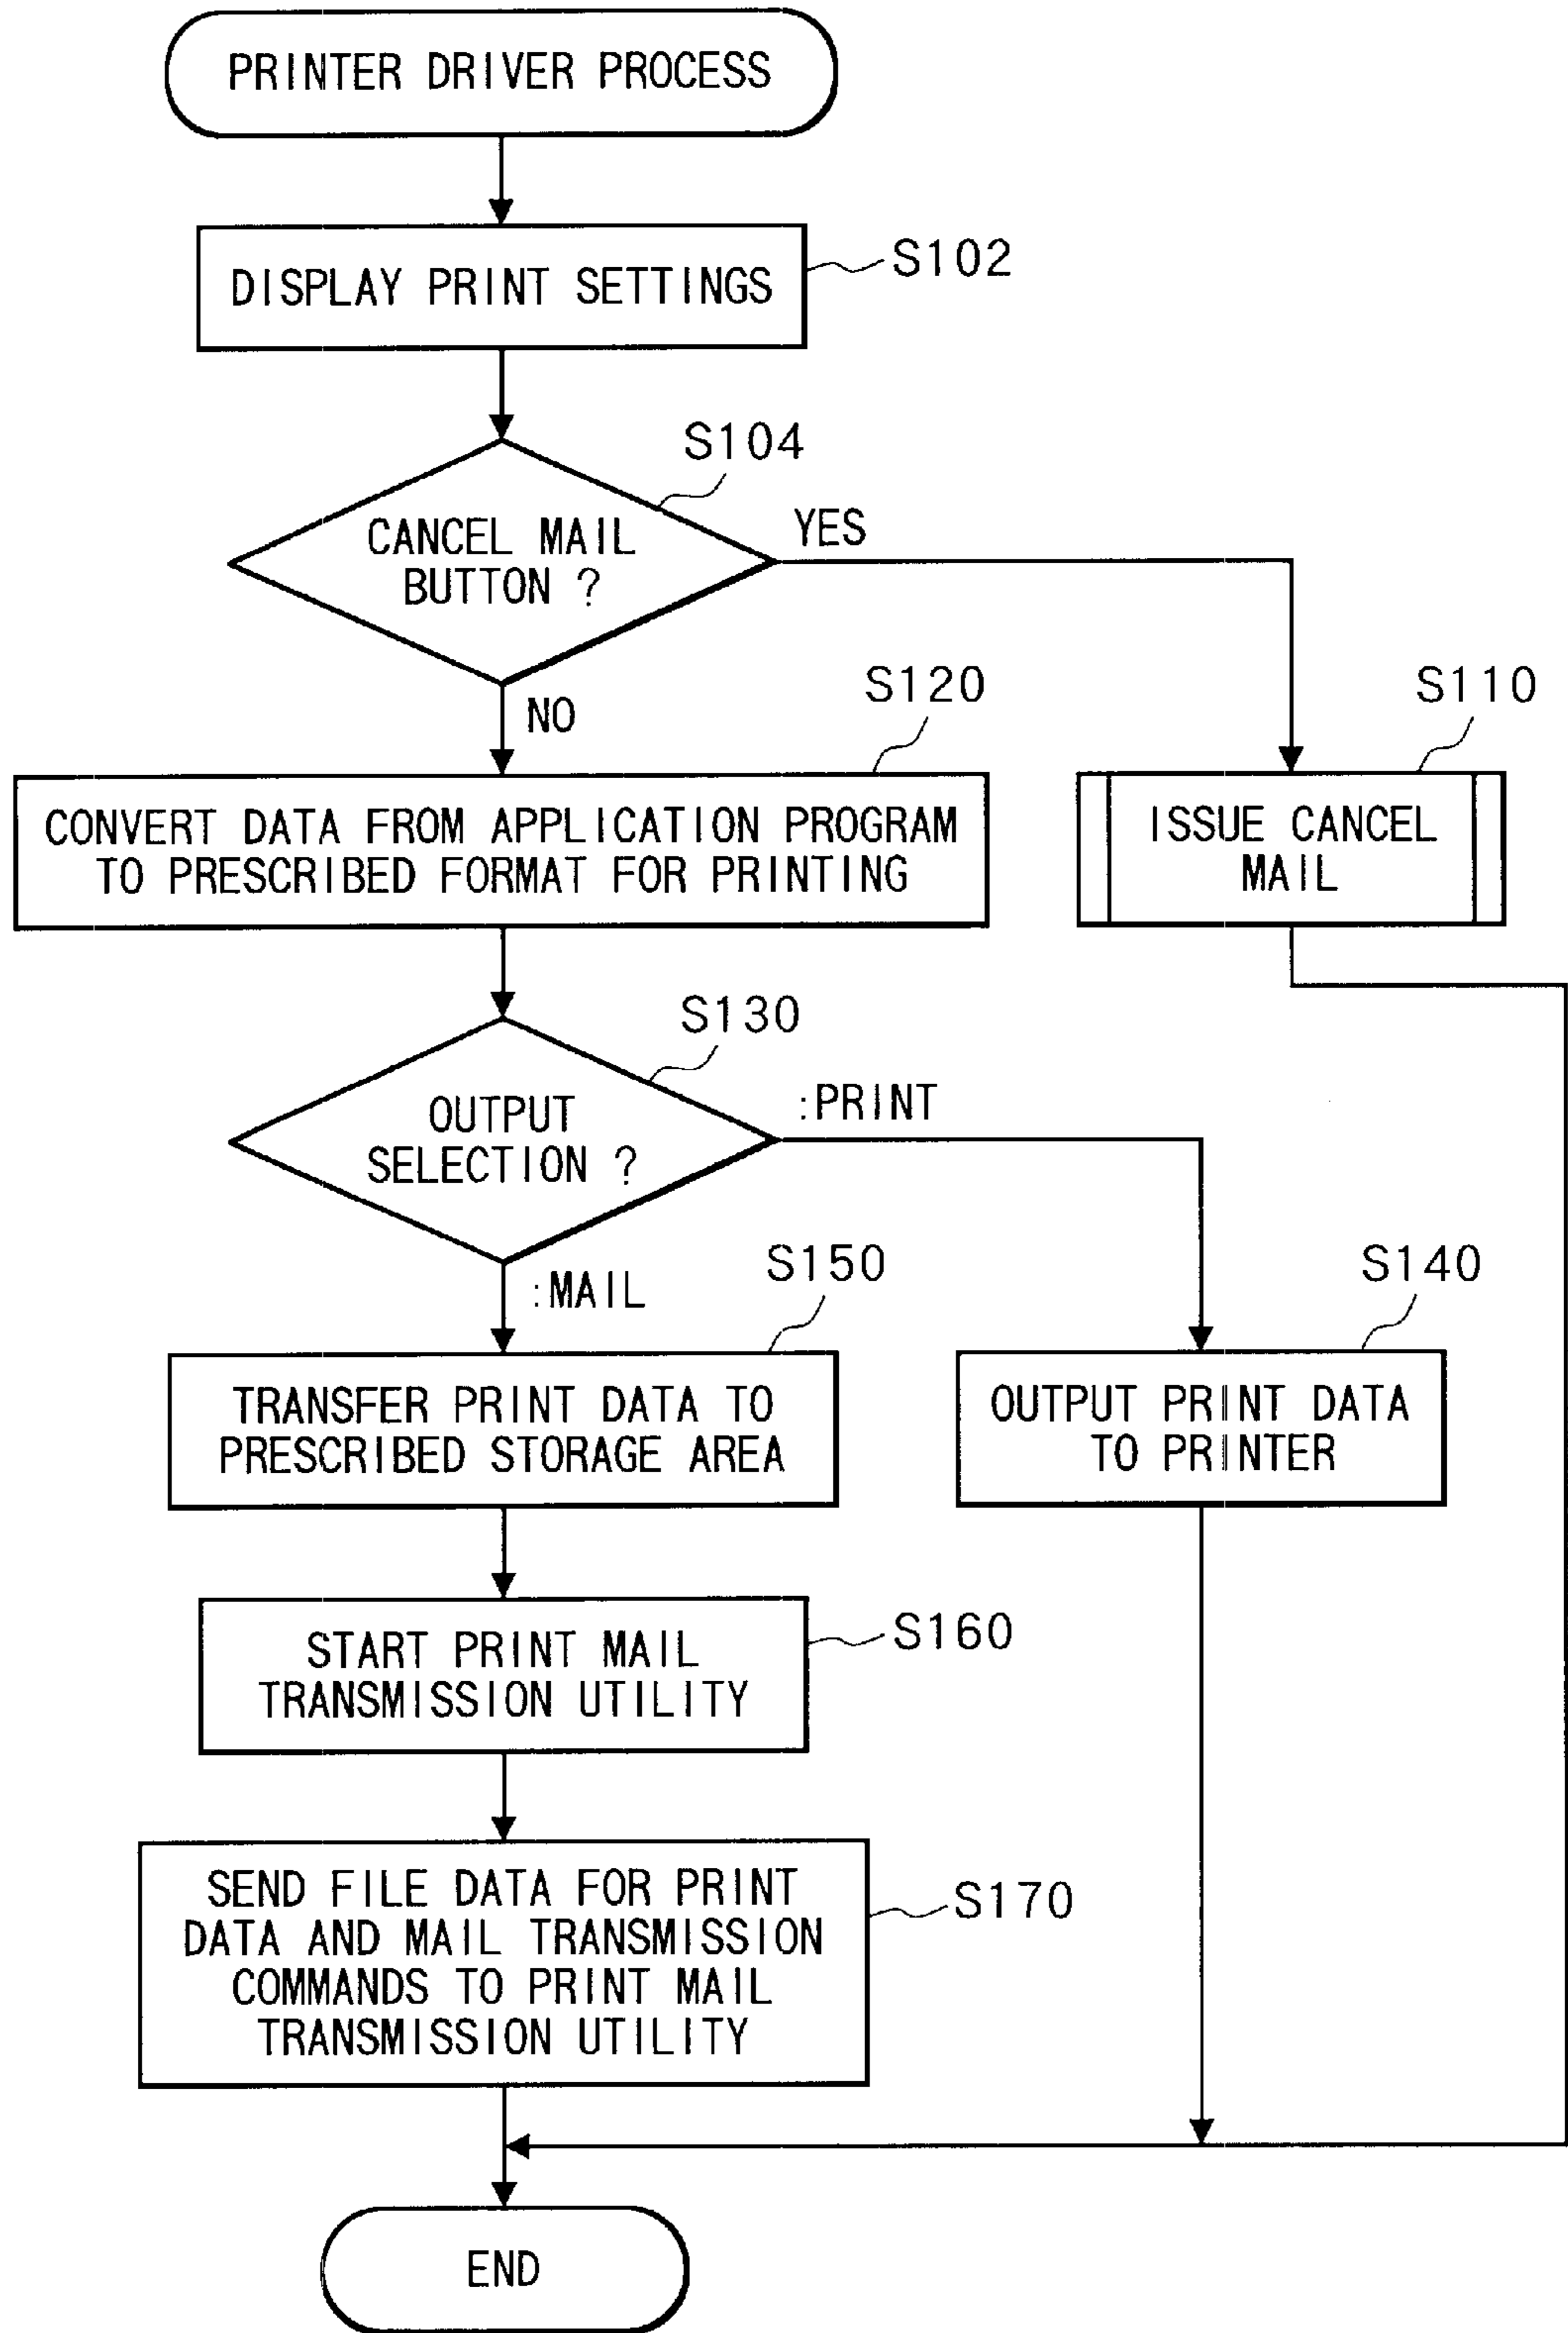 PRINTER DRIVER PROCESS
DISPLAY PRINT SETTINGS
S102
S104
CANCEL MAIL
BUTTON ?
YES
NO
S120
S110
CONVERT DATA FROM APPLICATION PROGRAM
TO PRESCRIBED FORMAT FOR PRINTING
ISSUE CANCEL
MAIL
S130
OUTPUT
SELECTION ?
:PRINT
:MAIL
S150
S140
TRANSFER PRINT DATA TO
PRESCRIBED STORAGE AREA
OUTPUT PRINT DATA
TO PRINTER
START PRINT MAIL
TRANSMISSION UTILITY
S160
SEND FILE DATA FOR PRINT
DATA AND MAIL TRANSMISSION
COMMANDS TO PRINT MAIL
TRANSMISSION UTILITY
S170
END